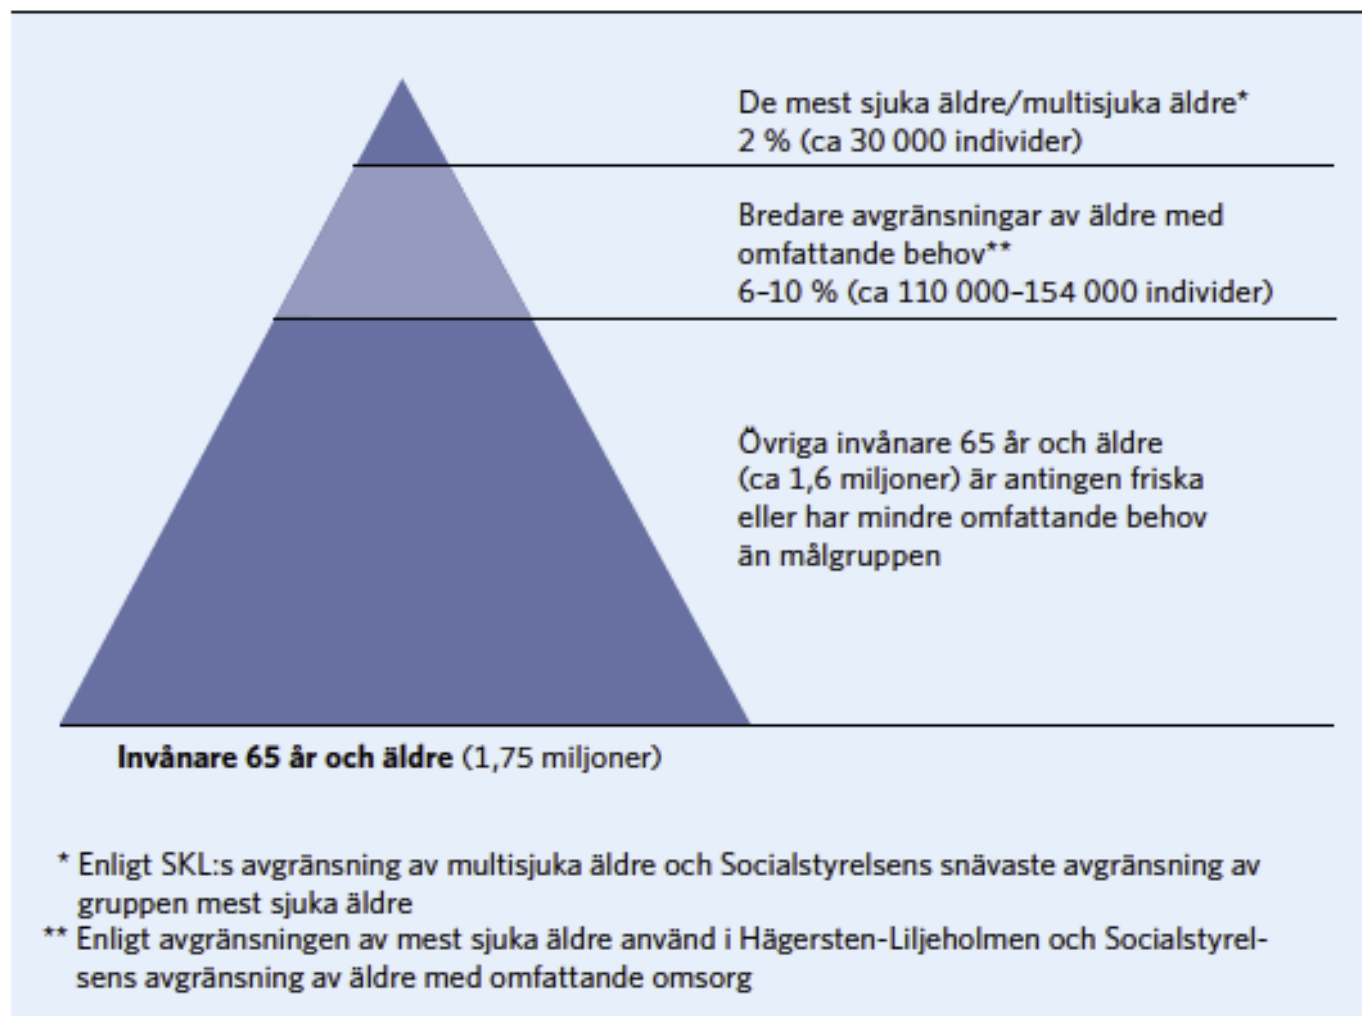 De mest sjuka äldre/multisjuka äldre*
2 % (ca 30 000 individer)
Bredare avgränsningar av äldre med
omfattande behov**
6–10 % (ca 110 000–154 000 individer)
Övriga invånare 65 år och äldre
(ca 1,6 miljoner) är antingen friska
eller har mindre omfattande behov
än målgruppen
Invånare 65 år och äldre (1,75 miljoner)
* Enligt SKL:s avgränsning av multisjuka äldre och Socialstyrelsens snävaste avgränsning av
gruppen mest sjuka äldre
** Enligt avgränsningen av mest sjuka äldre använd i Hägersten-Liljeholmen och Socialstyrel-
sens avgränsning av äldre med omfattande omsorg